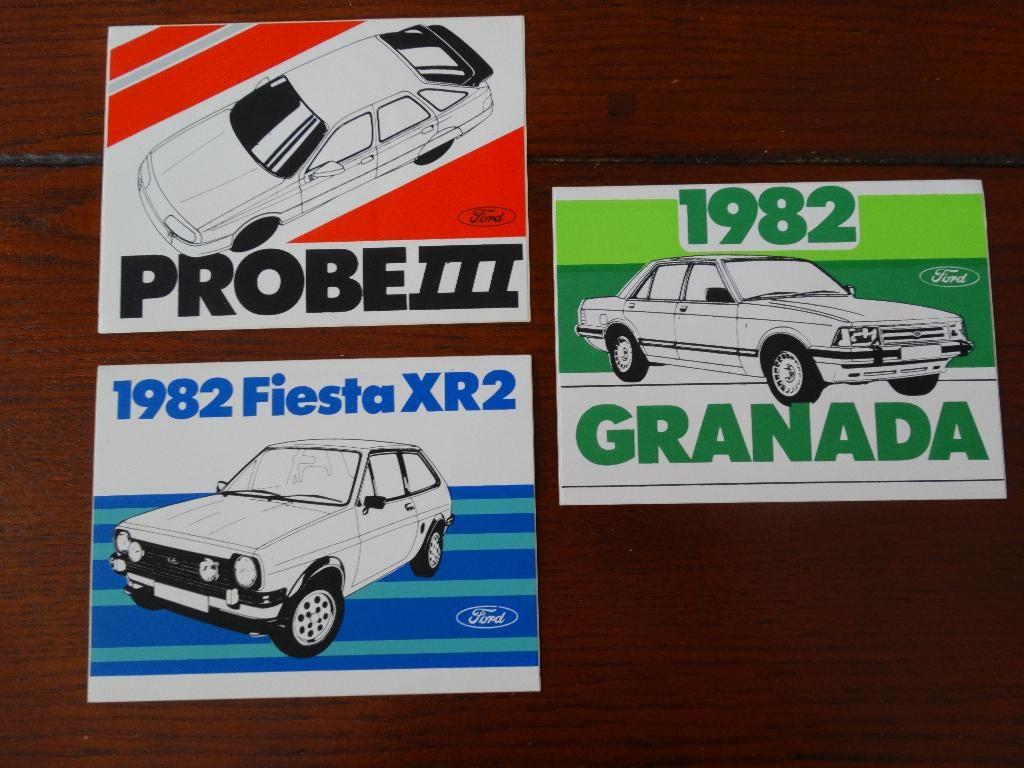 Ford
PROBE III
1982
Ford
GRANADA
1982 Fiesta XR2
Ford